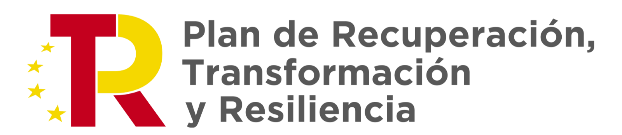 Plan de Recuperación,
Transformación
y Resiliencia